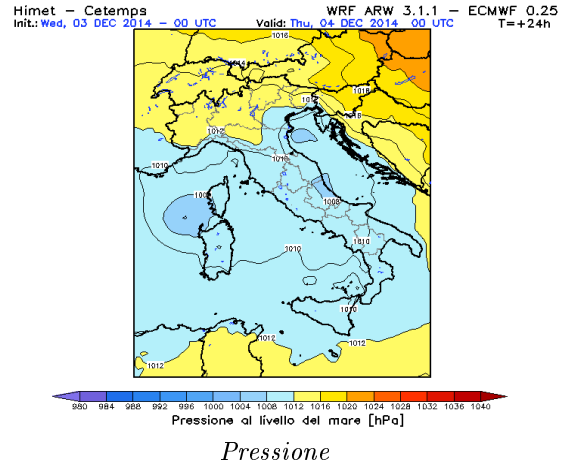 Himet – Cetemps WRF ARW 3.1.1 – ECMWF 0.25
Init.: Wed, 03 DEC 2014 – 00 UTC Valid: Thu, 04 DEC 2014 00 UTC T=+24h
1016
1014
1018
1018
1012
1010
1010
1008
1010
1010
1010
1012
1012
1012
980 984 988 992 996 1000 1004 1008 1012 1016 1020 1024 1028 1032 1036 1040
Pressione al livello del mare [hPa]
Pressione